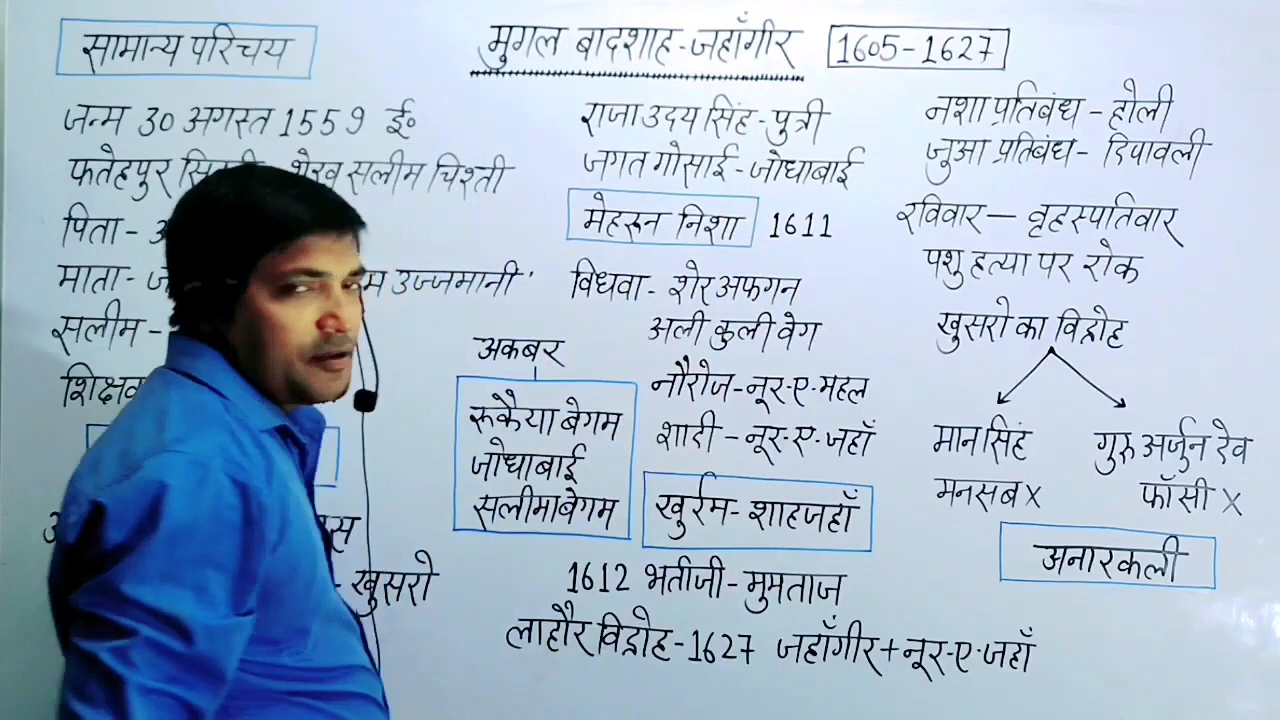 सामान्य परिचय
मुगल बादशाह-जहाँगीर 1605-1627
जन्म 30 अगस्त 1559 ई॰
फतेहपुर शेख सलीम चिश्ती
पिता-
माता- उज्जमानी
सलीम-
खुसरो
राजा उदय सिंह-पुत्री
जगत गोसाई-जोधाबाई
मेहरून निशा 1611
विधवा- शेर अफगन
अली कुली वेग
नौरोज-नूर-ए-महल
शादी-नूर-ए-जहाँ
अकबर
रूकैया बेगम
जोधाबाई
सलीमा बेगम
खुर्रम-शाहजहाँ
1612 भतीजी-मुमताज
लाहौर विद्रोह-1627 जहाँगीर+नूर-ए-जहाँ
नशा प्रतिबंध-होली
जुआ प्रतिबंध-दिपावली
रविवार-वृहस्पतिवार
पशु हत्या पर रोक
खुसरो का विद्रोह
मान सिंह गुरु अर्जुन देव
मनसब X फाँसी X
अनारकली